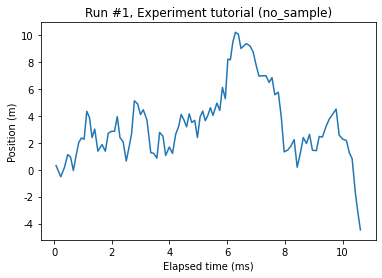 Run #1, Experiment tutorial (no_sample)
Position (m)
10
8
6
4
2
0
-4
-2
0 2 4 6 8 10
Elapsed time (ms)